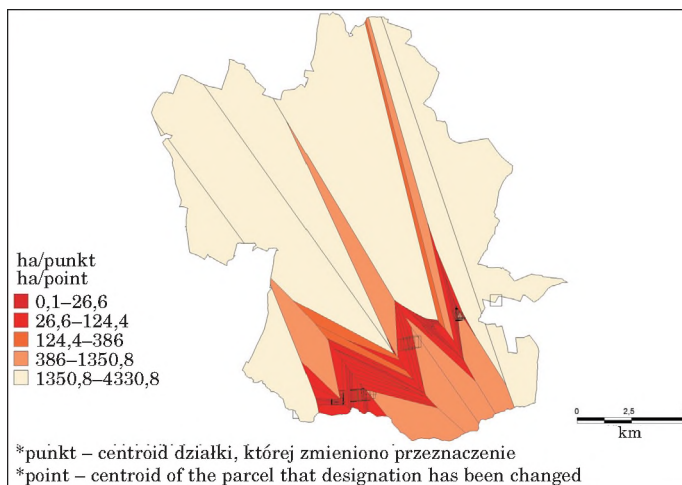 ha/punkt
ha/point
0,1–26,6
26,6–124,4
124,4–386
386–1350,8
1350,8–4330,8
0 2,5
km
*punkt – centroid działki, której zmieniono przeznaczenie
*point – centroid of the parcel that designation has been changed